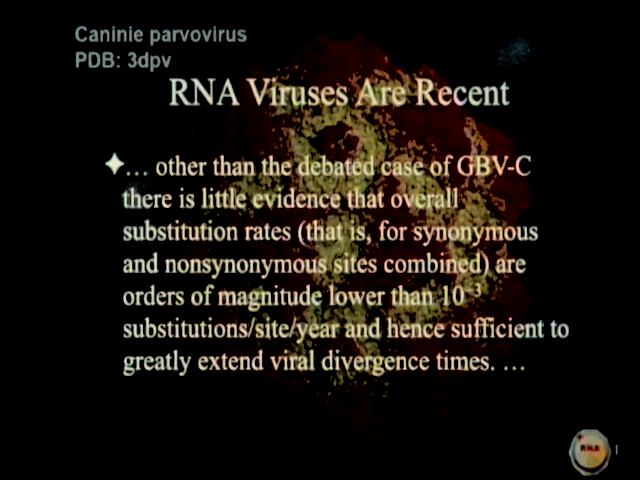 Caninie parvovirus
PDB: 3dpv
RNA Viruses Are Recent
… other than the debated case of GBV-C
there is little evidence that overall
substitution rates (that is, for synonymous
and nonsynonymous sites combined) are
orders of magnitude lower than 10⁻³
substitutions/site/year and hence sufficient to
greatly extend viral divergence times. …
RNA